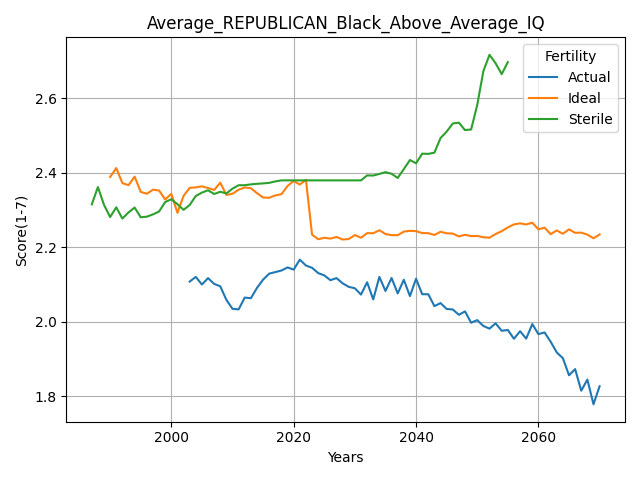 Average_REPUBLICAN_Black_Above_Average_IQ
Fertility
Actual
Ideal
Sterile
Score(1-7)
2.6
2.4
2.2
2.0
1.8
2000
2020
2040
2060
Years